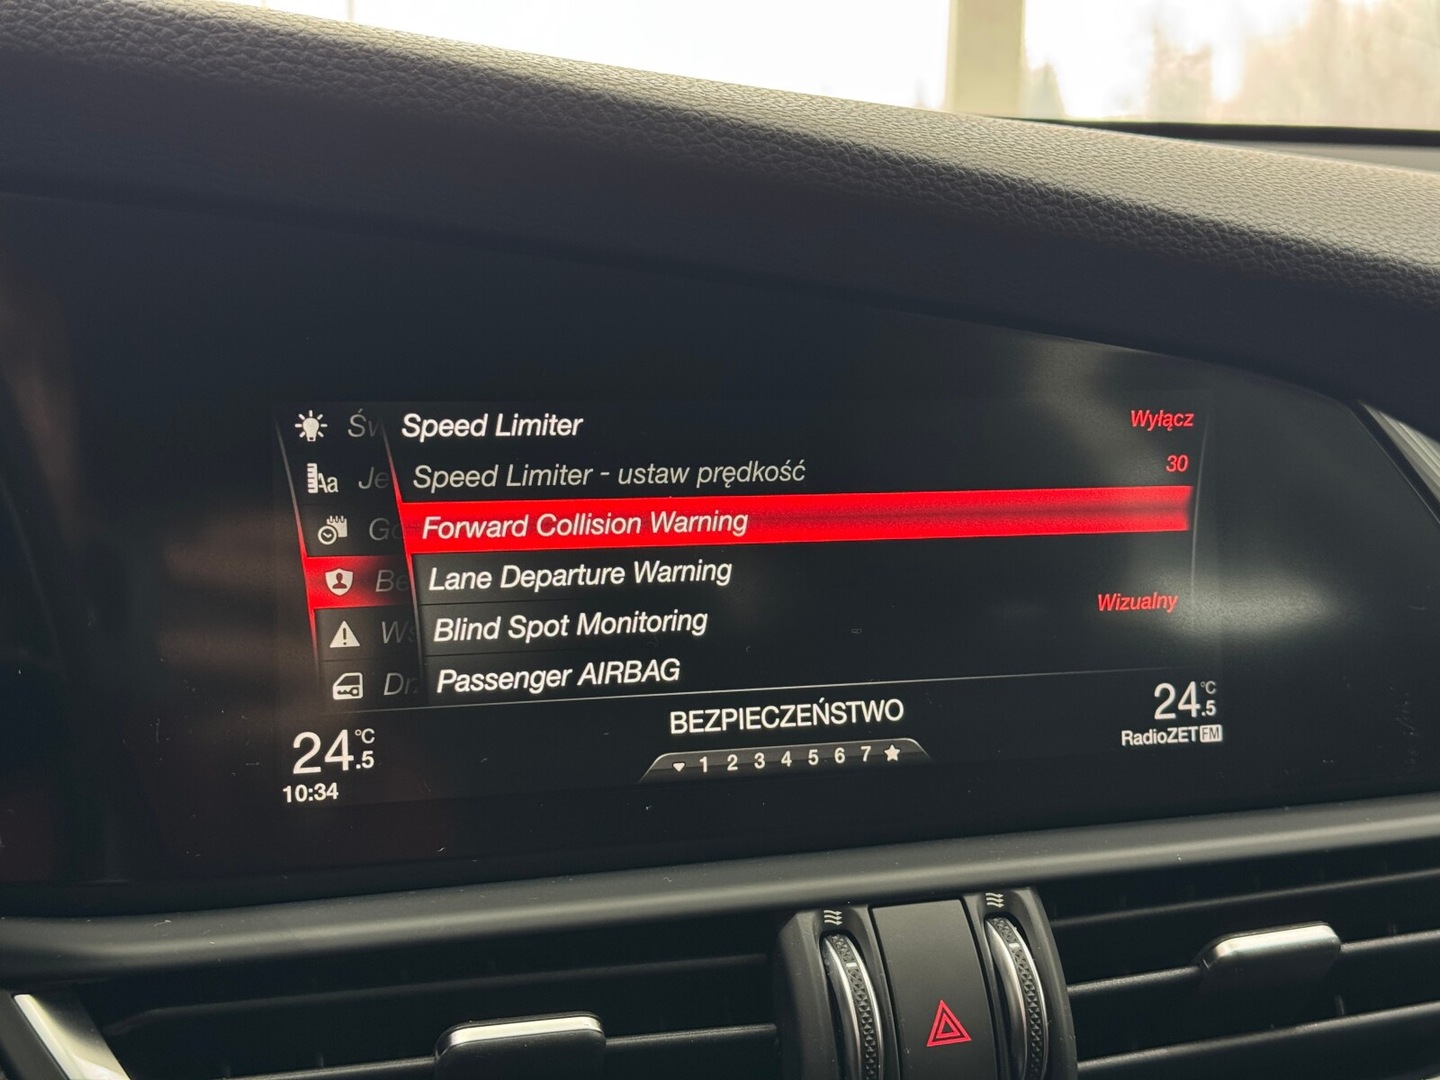 Speed Limiter Wyłącz
Speed Limiter - ustaw prędkość 30
Forward Collision Warning
Lane Departure Warning
Blind Spot Monitoring Wizualny
Passenger AIRBAG
Aa
BEZPIECZEŃSTWO
24.5 °C
10:34
1 2 3 4 5 6 7
24.5 °C
RadioZET FM